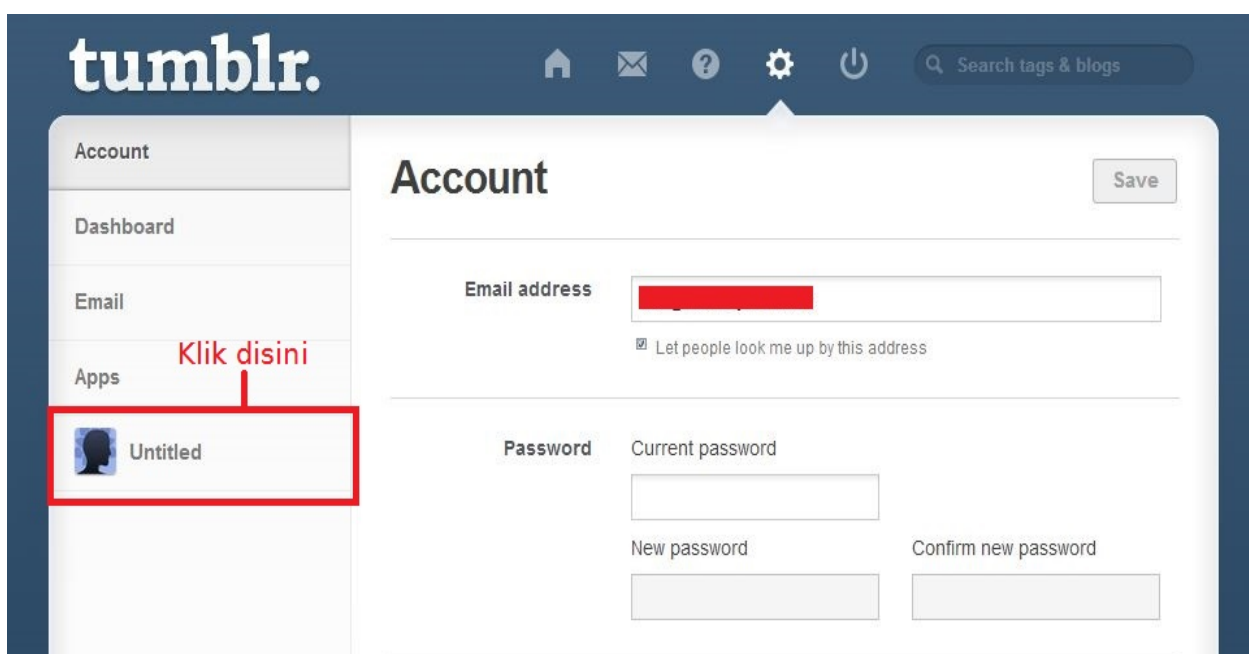 tumblr.
Search tags & blogs
Account
Dashboard
Email
Klik disini
Apps
Untitled
Account
Save
Email address
Let people look me up by this address
Password
Current password
New password
Confirm new password